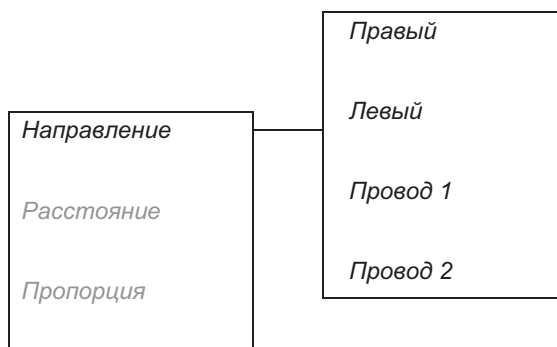 Направление
Расстояние
Пропорция
Правый
Левый
Провод 1
Провод 2